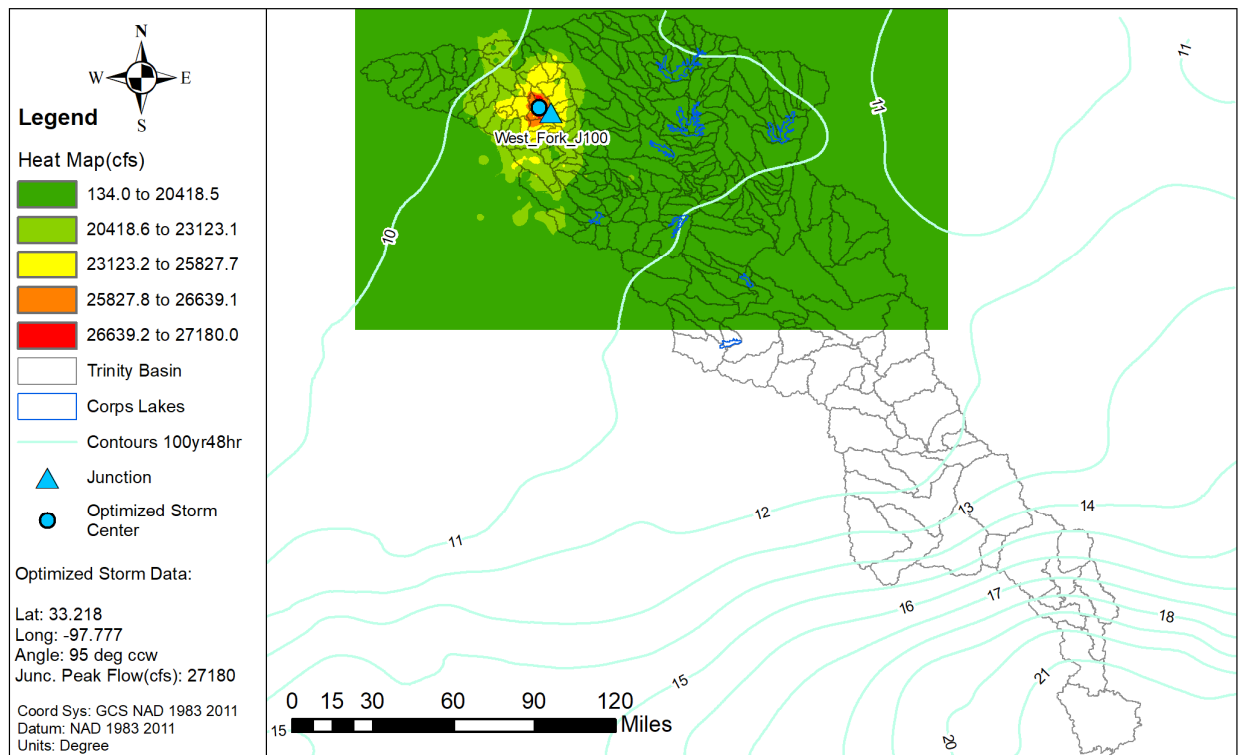 N
W E
S
Legend
Heat Map(cfs)
134.0 to 20418.5
20418.6 to 23123.1
23123.2 to 25827.7
25827.8 to 26639.1
26639.2 to 27180.0
Trinity Basin
Corps Lakes
Contours 100yr48hr
Junction
Optimized Storm
Center
Optimized Storm Data:
Lat: 33.218
Long: -97.777
Angle: 95 deg ccw
Junc. Peak Flow(cfs): 27180
Coord Sys: GCS NAD 1983 2011
Datum: NAD 1983 2011
Units: Degree
11
11
West_Fork_J100
10
12
13
14
11
16
17
18
15
21
20
15
0 15 30 60 90 120
Miles